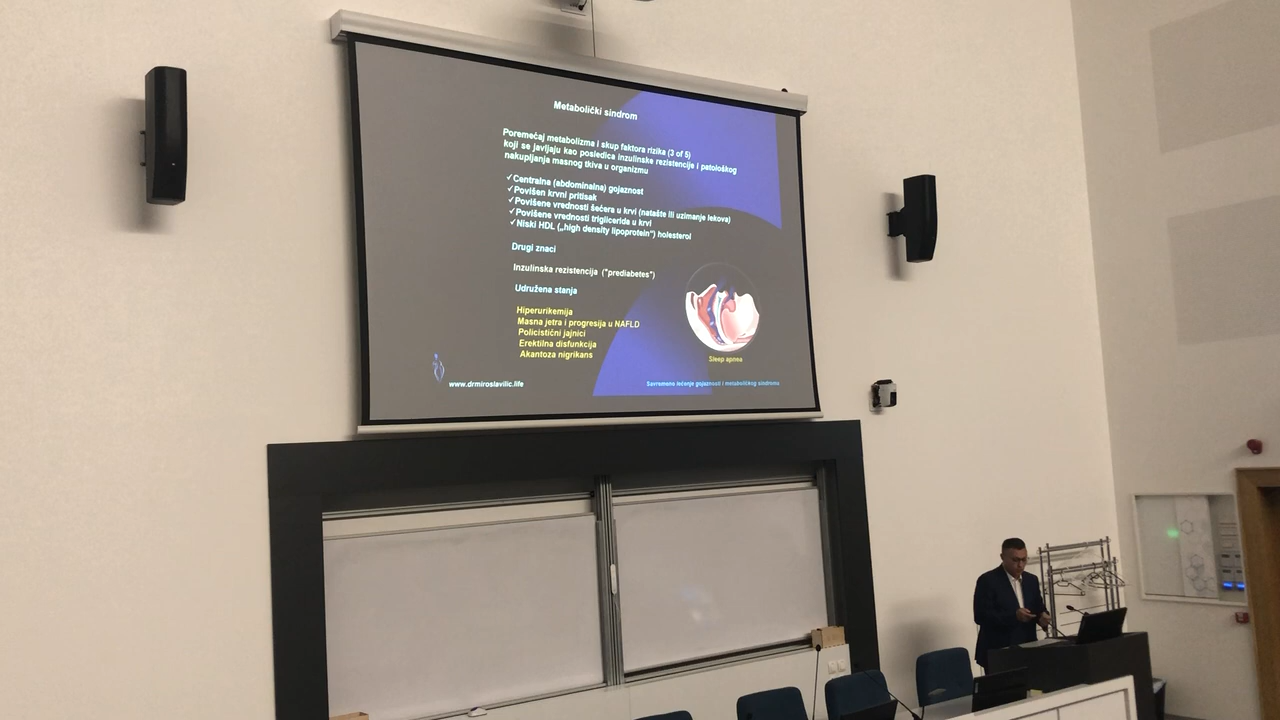 Metabolički sindrom
Poremećaj metabolizma i skup faktora rizika (3 of 5)
koji se javljaju kao posledica inzulinske rezistencije i patološkog
nakupljanja masnog tkiva u organizmu
✓Centralna (abdominalna) gojaznost
✓Povišen krvni pritisak
✓Povišene vrednosti šećera u krvi (natašte ili uzimanje lekova)
✓Povišene vrednosti triglicerida u krvi
✓Niski HDL („high density lipoprotein“) holesterol
Drugi znaci
Inzulinska rezistencija ("prediabetes")
Udružena stanja
Hiperurikemija
Masna jetra i progresija u NAFLD
Policistični jajnici
Erektilna disfunkcija
Akantoza nigrikans
Sleep apnea
www.drmiroslavilic.life
Savremeno lečenje gojaznosti i metaboličkog sindroma